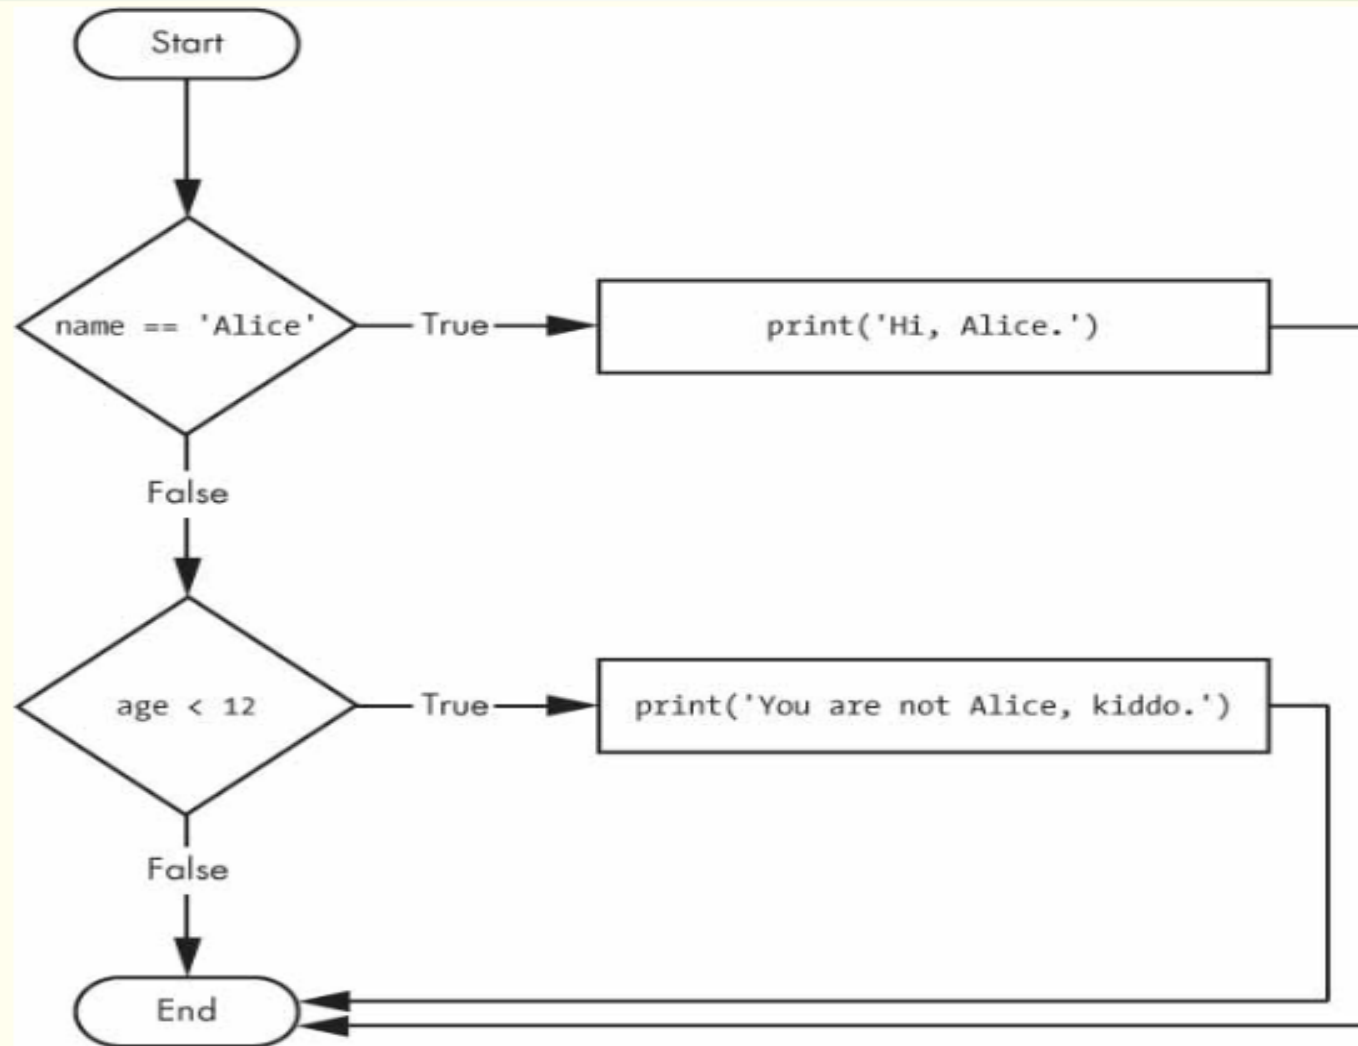 Start
name == 'Alice'
True
print('Hi, Alice.')
False
age < 12
True
print('You are not Alice, kiddo.')
False
End